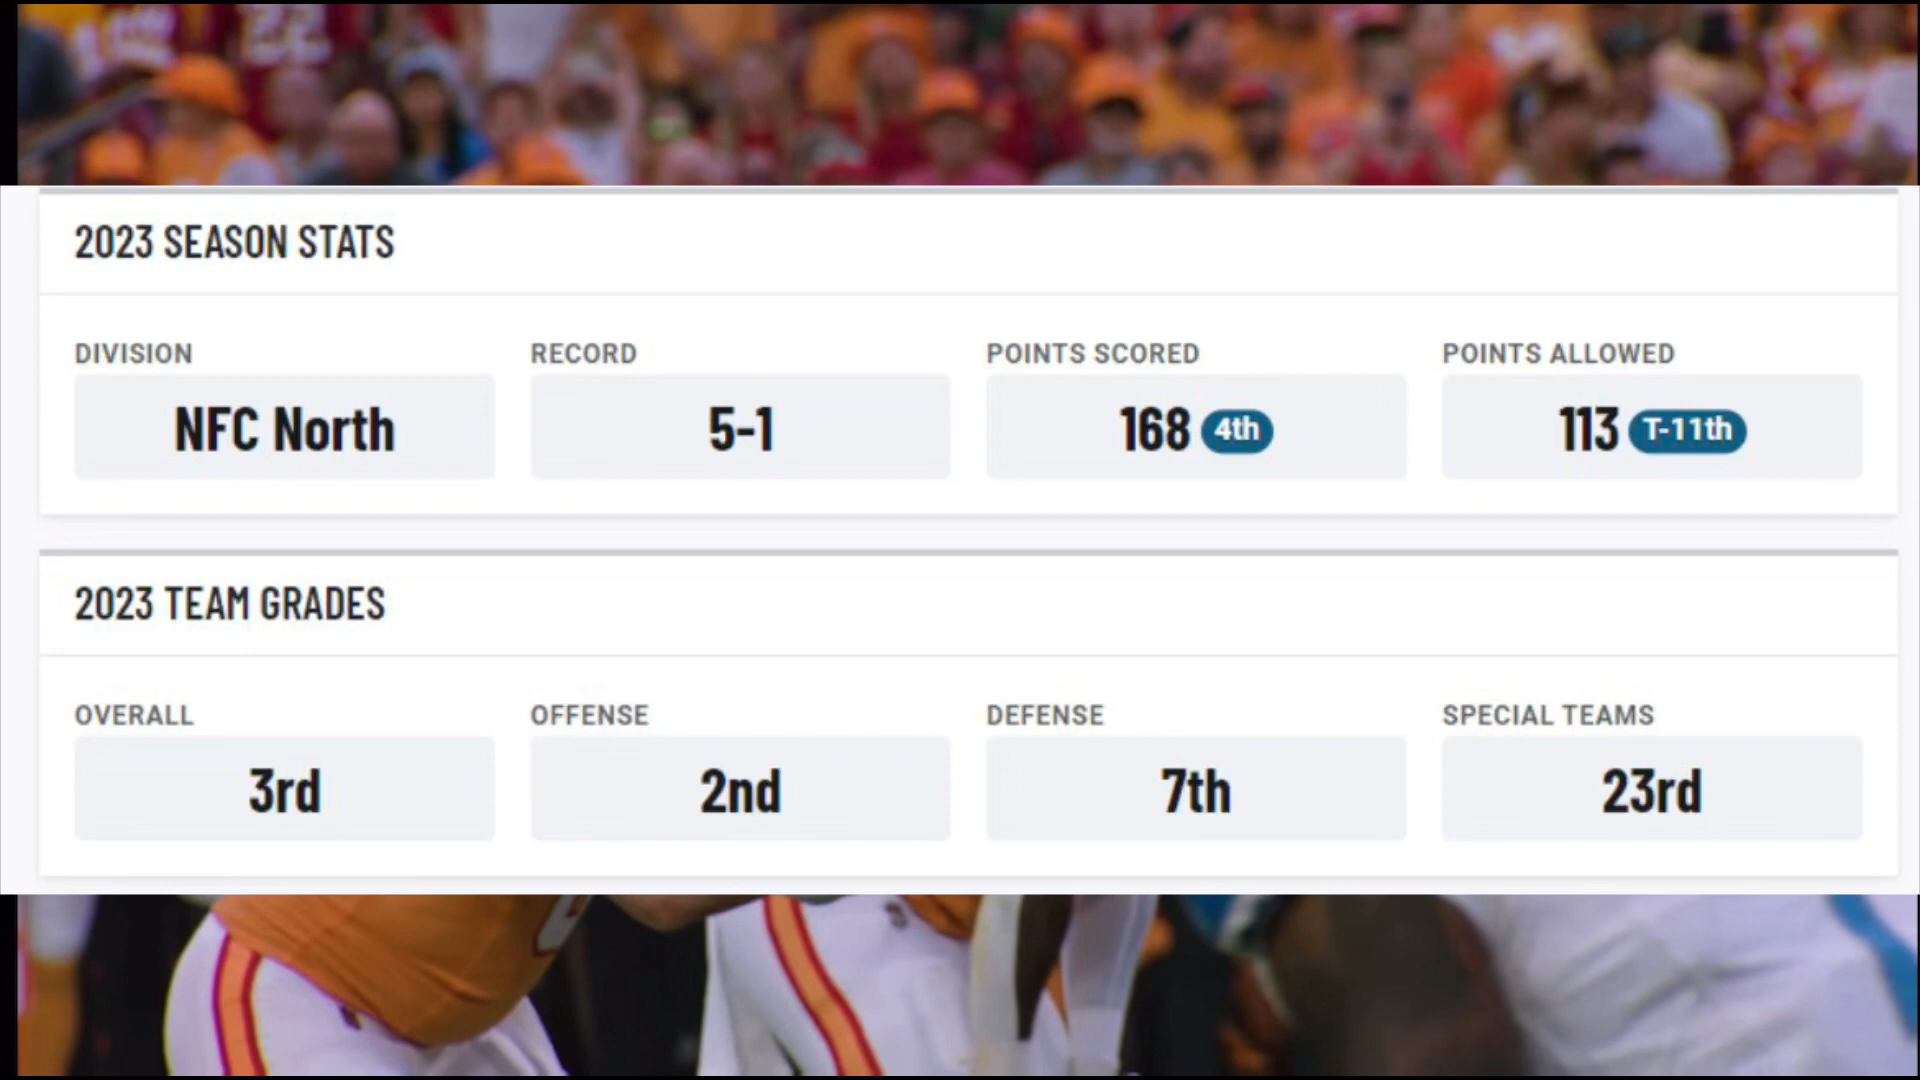 22
2023 SEASON STATS
DIVISION RECORD POINTS SCORED POINTS ALLOWED
NFC North 5-1 168 4th 113 T-11th
2023 TEAM GRADES
OVERALL OFFENSE DEFENSE SPECIAL TEAMS
3rd 2nd 7th 23rd